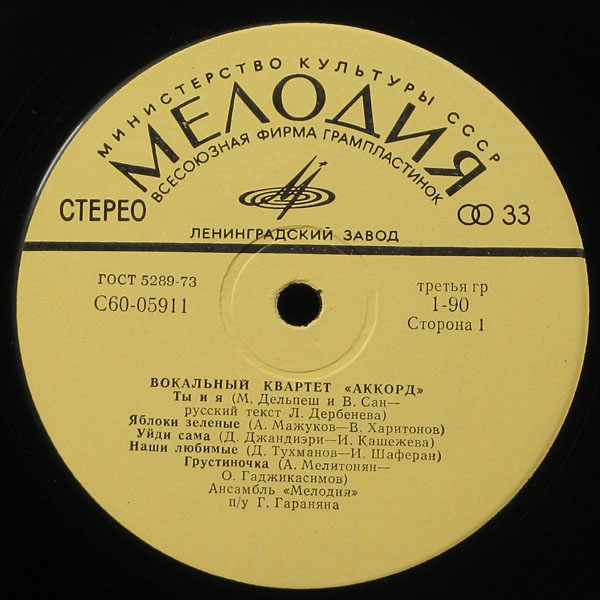 МИНИСТЕРСТВО КУЛЬТУРЫ СССР
МЕЛОДИЯ
ВСЕСОЮЗНАЯ ФИРМА ГРАМПЛАСТИНОК
СТЕРЕО
33
ЛЕНИНГРАДСКИЙ ЗАВОД
ГОСТ 5289-73
С60-05911
третья гр
1-90
Сторона 1
ВОКАЛЬНЫЙ КВАРТЕТ «АККОРД»
Ты и я (М. Дельпеш и В. Сан—
русский текст Л. Дербенева)
Яблоки зеленые (А. Мажуков—В. Харитонов)
Уйди сама (Д. Джандиэри—И. Кашежева)
Наши любимые (Д. Тухманов—И. Шаферан)
Грустиночка (А. Мелитонян—
О. Гаджикасимов)
Ансамбль «Мелодия»
п/у Г. Гараняна